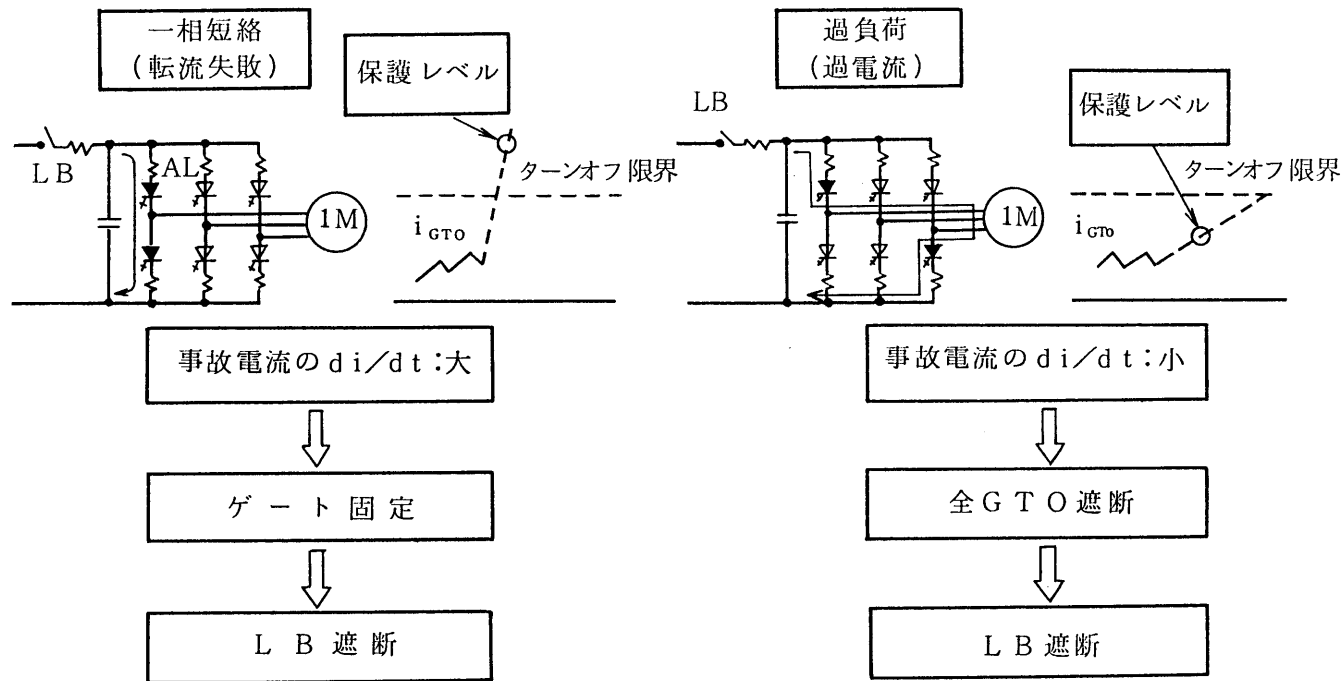 一相短絡
(転流失敗)
保護レベル
LB
AL
1M
ターンオフ限界
iGTO
事故電流のdi/dt:大
ゲート固定
LB遮断
過負荷
(過電流)
保護レベル
LB
1M
ターンオフ限界
iGTO
事故電流のdi/dt:小
全GTO遮断
LB遮断